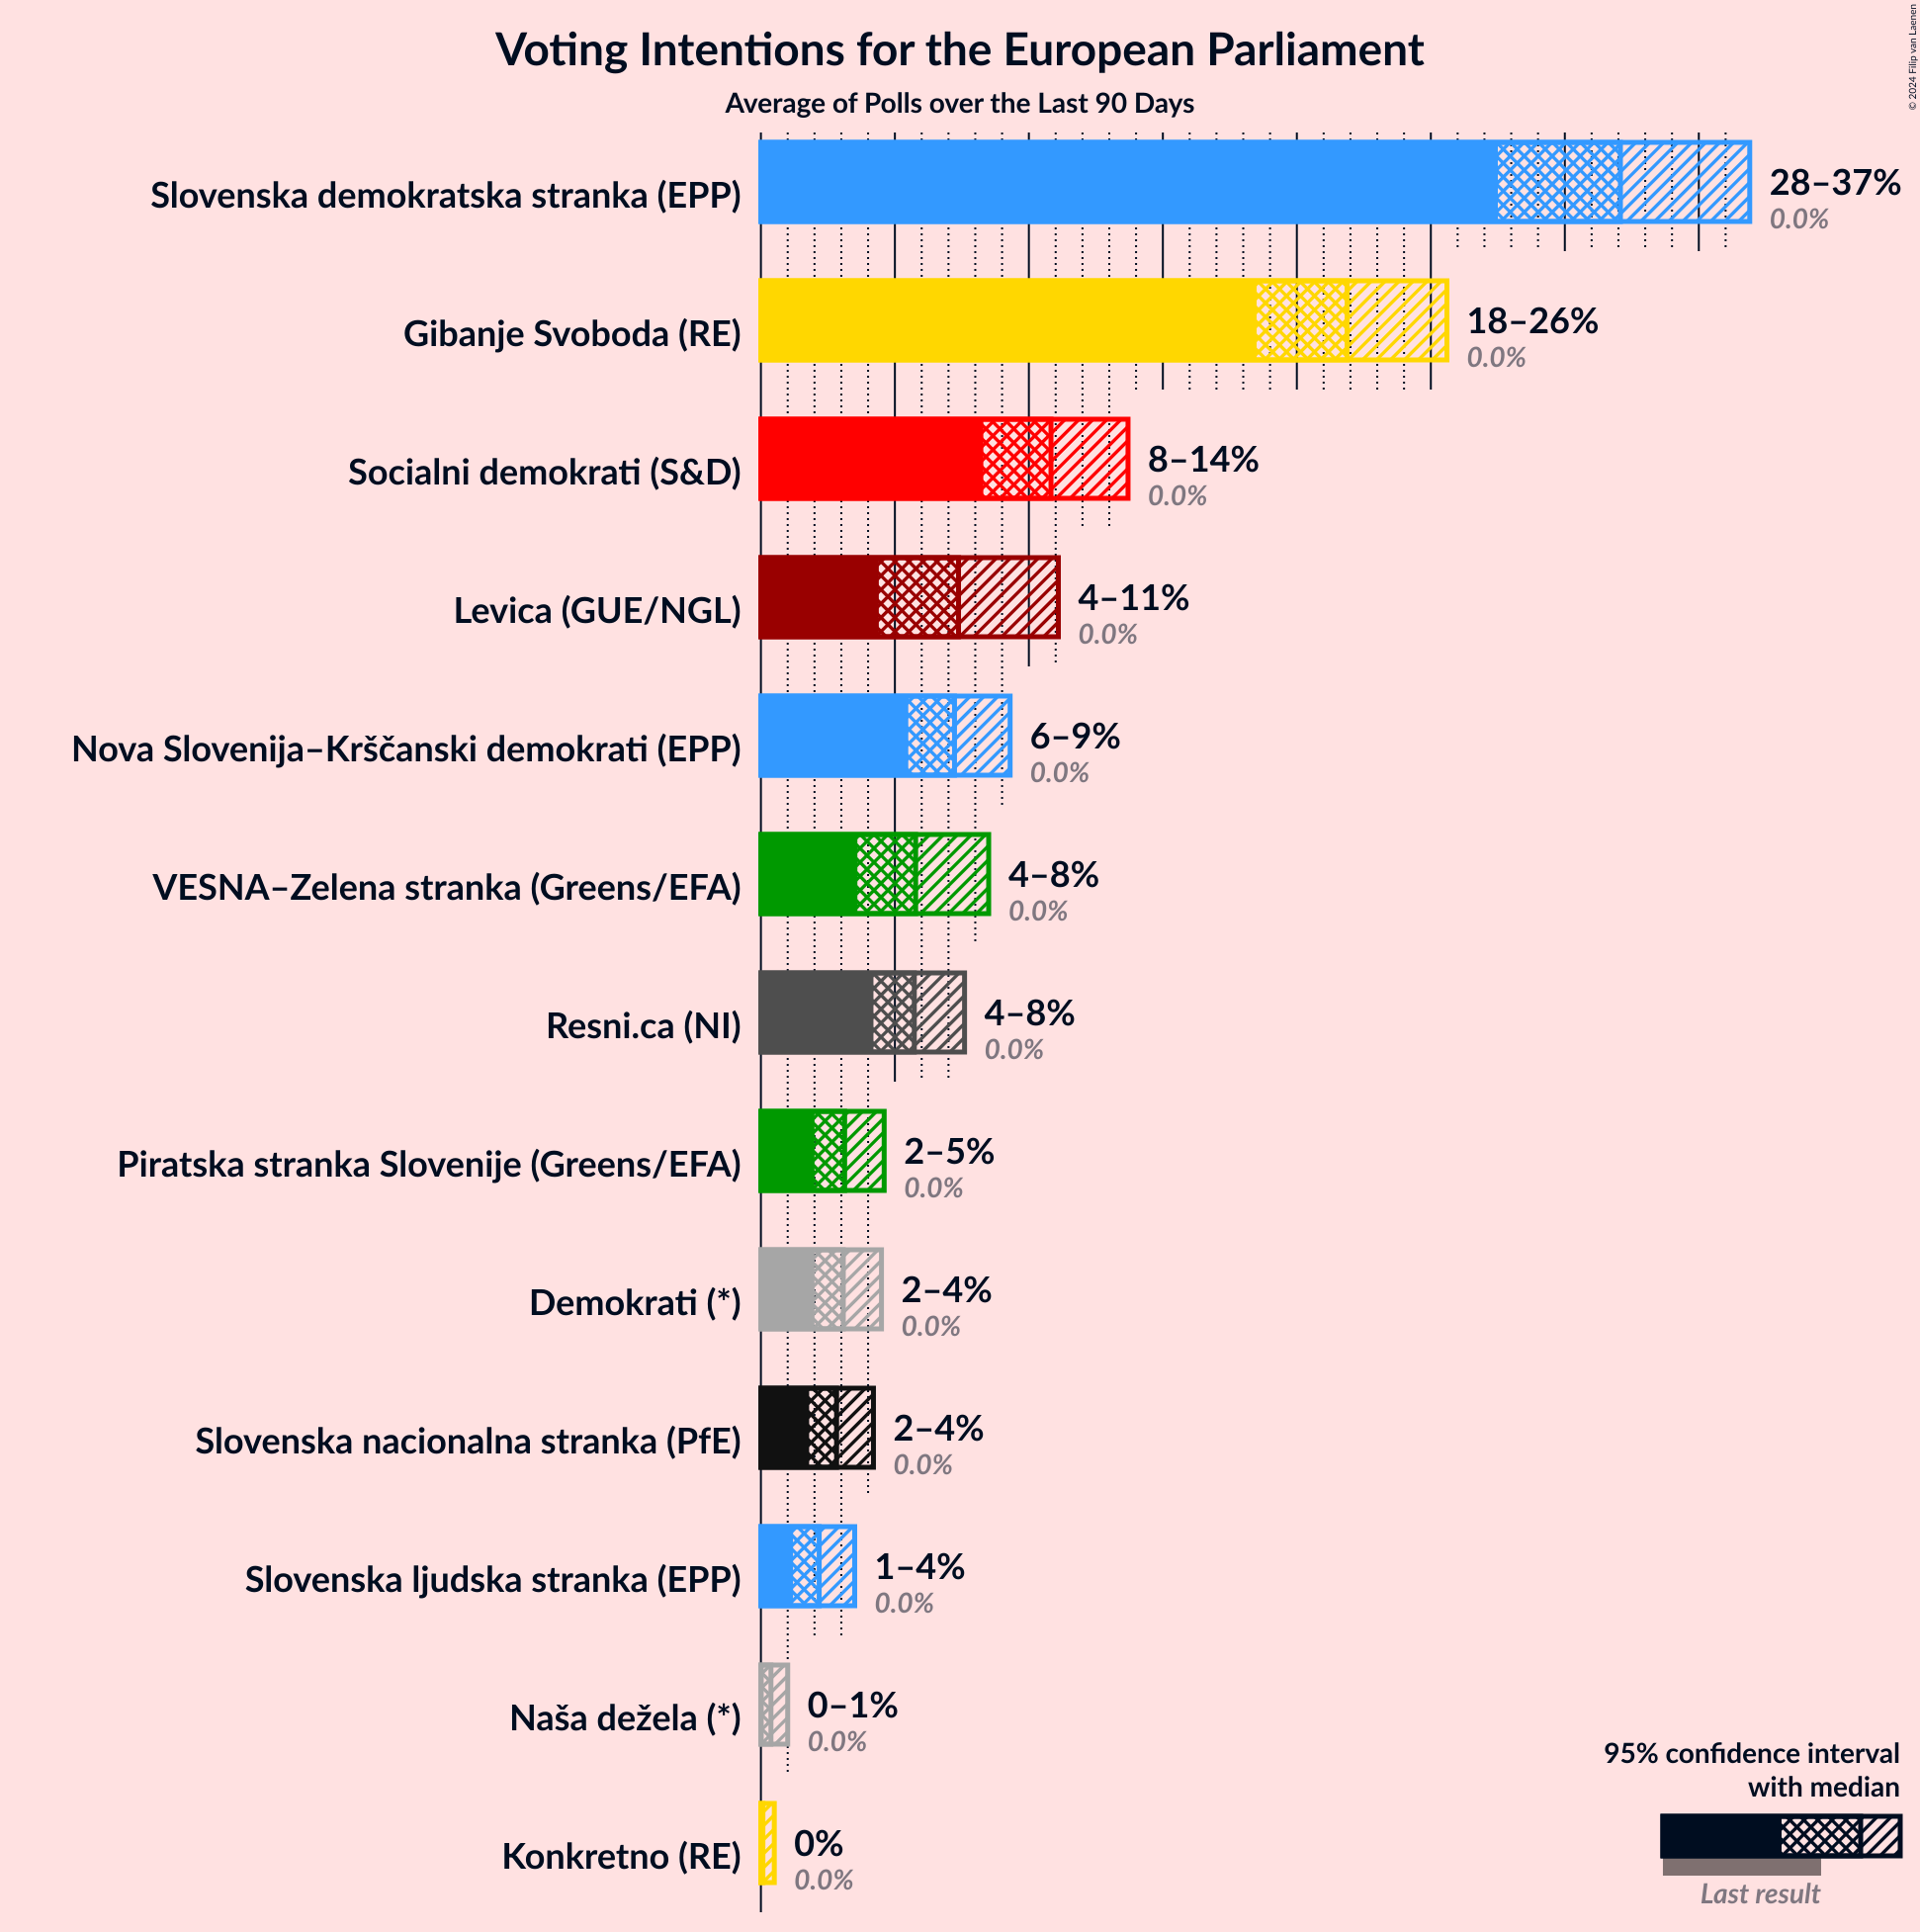 © 2024 Filip van Laenen
Voting Intentions for the European Parliament
Average of Polls over the Last 90 Days
Slovenska demokratska stranka (EPP)
28–37%
0.0%
Gibanje Svoboda (RE)
18–26%
0.0%
Socialni demokrati (S&D)
8–14%
0.0%
Levica (GUE/NGL)
4–11%
0.0%
Nova Slovenija–Krščanski demokrati (EPP)
6–9%
0.0%
VESNA–Zelena stranka (Greens/EFA)
4–8%
0.0%
Resni.ca (NI)
4–8%
0.0%
Piratska stranka Slovenije (Greens/EFA)
2–5%
0.0%
Demokrati (*)
2–4%
0.0%
Slovenska nacionalna stranka (PfE)
2–4%
0.0%
Slovenska ljudska stranka (EPP)
1–4%
0.0%
Naša dežela (*)
0–1%
0.0%
Konkretno (RE)
0%
0.0%
95% confidence interval
with median
Last result